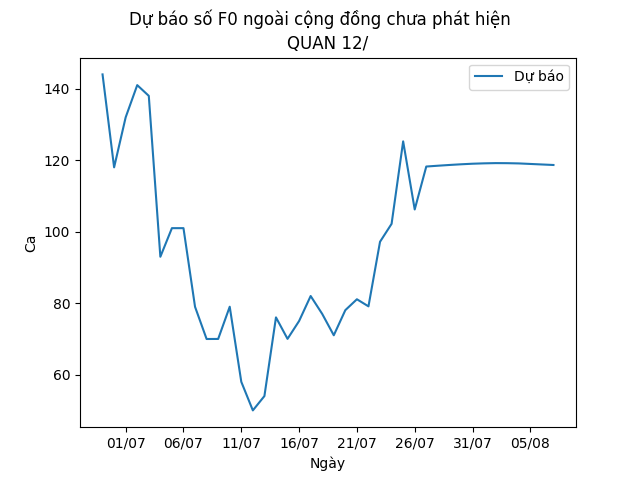 Dự báo số F0 ngoài cộng đồng chưa phát hiện
QUAN 12/
Dự báo
140
120
100
80
60
Ca
01/07 06/07 11/07 16/07 21/07 26/07 31/07 05/08
Ngày